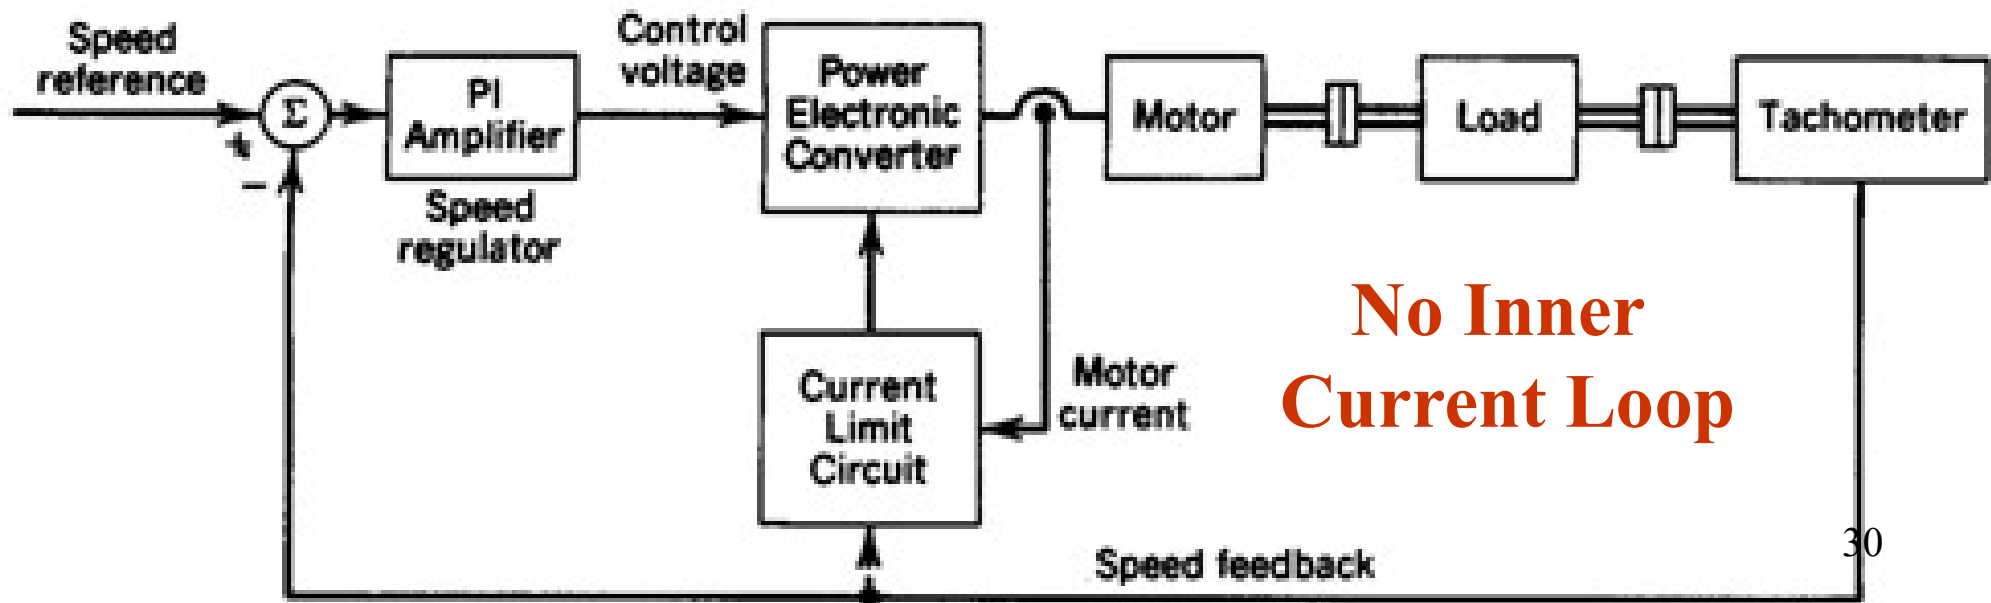 Speed
reference
+
−
Σ
PI
Amplifier
Speed
regulator
Control
voltage
Power
Electronic
Converter
Motor
Load
Tachometer
Current
Limit
Circuit
Motor
current
No Inner
Current Loop
Speed feedback
30